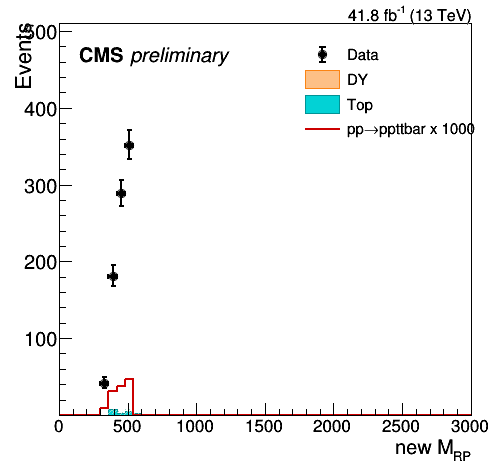 41.8 fb-1 (13 TeV)
Events
CMS preliminary
Data
DY
Top
pp→ppttbar x 1000
500
400
300
200
100
0 500 1000 1500 2000 2500 3000
new MRP